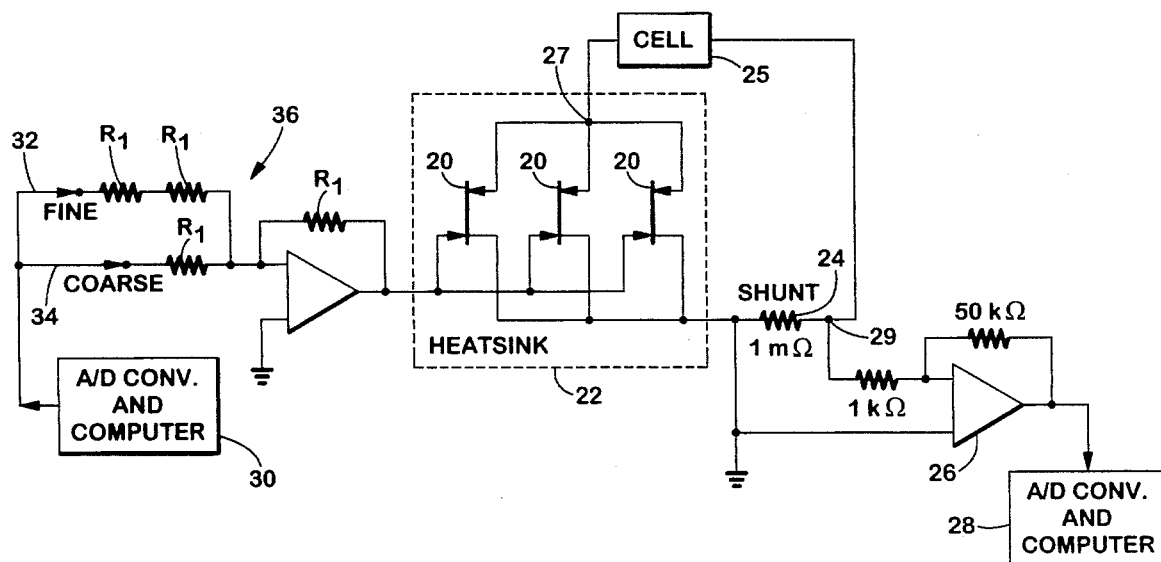 CELL
25
27
36
R1
R1
32
20
20
20
FINE
R1
R1
24
COARSE
SHUNT
34
50 kΩ
29
HEATSINK
1 mΩ
A/D CONV.
AND
COMPUTER
22
1 kΩ
30
26
A/D CONV.
AND
COMPUTER
28